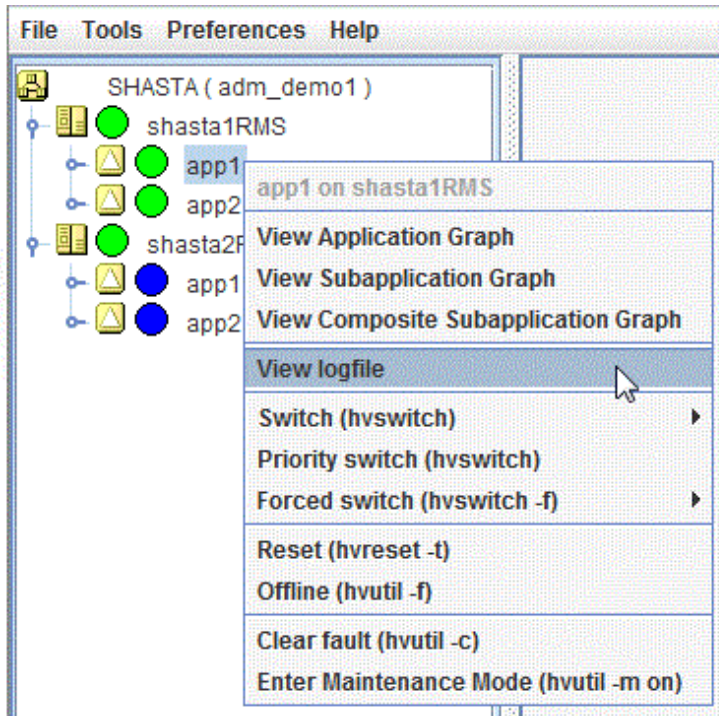 File Tools Preferences Help
SHASTA ( adm_demo1 )
shasta1RMS
app1
app2
shasta2
app1
app2
app1 on shasta1RMS
View Application Graph
View Subapplication Graph
View Composite Subapplication Graph
View logfile
Switch (hvswitch)
Priority switch (hvswitch)
Forced switch (hvswitch -f)
Reset (hvreset -t)
Offline (hvutil -f)
Clear fault (hvutil -c)
Enter Maintenance Mode (hvutil -m on)